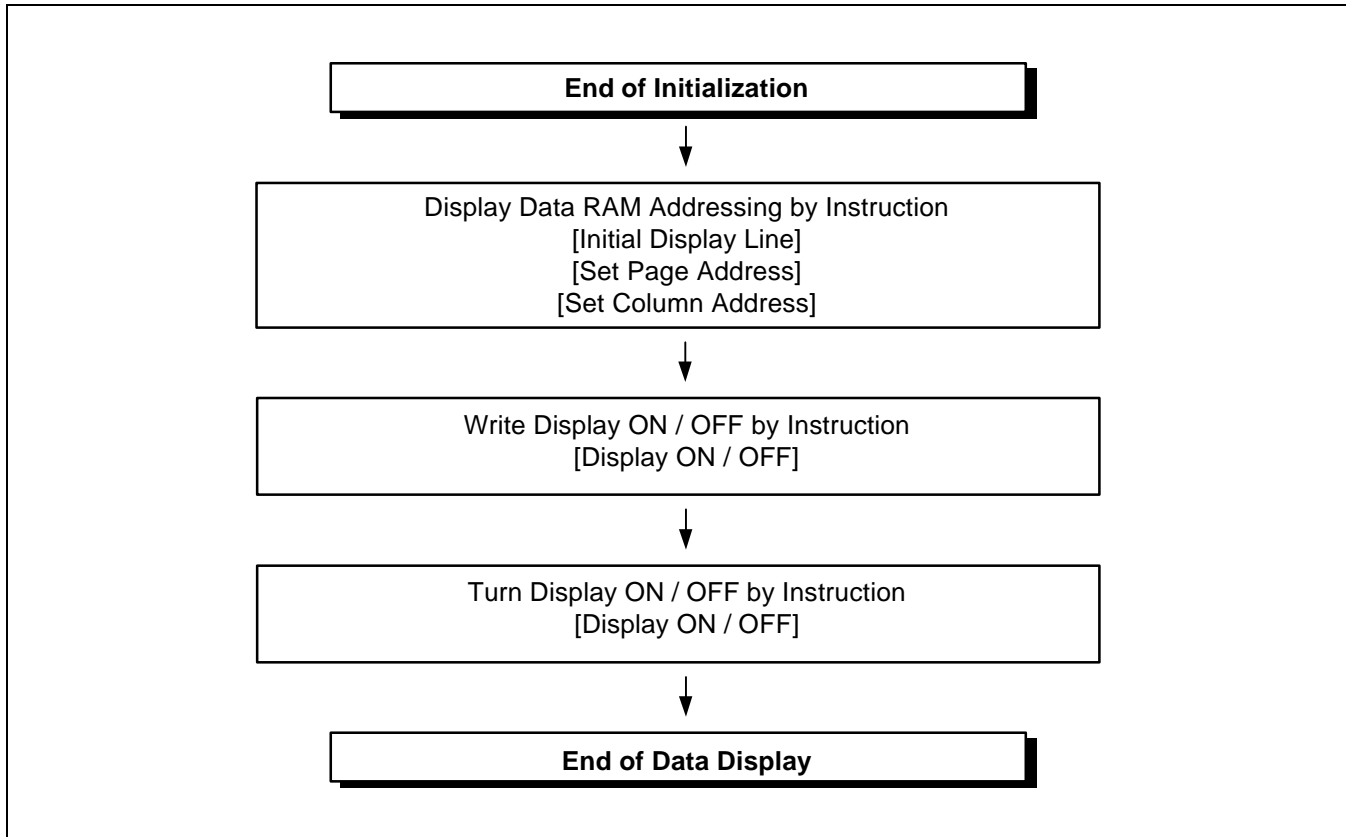 End of Initialization
Display Data RAM Addressing by Instruction
[Initial Display Line]
[Set Page Address]
[Set Column Address]
Write Display ON / OFF by Instruction
[Display ON / OFF]
Turn Display ON / OFF by Instruction
[Display ON / OFF]
End of Data Display